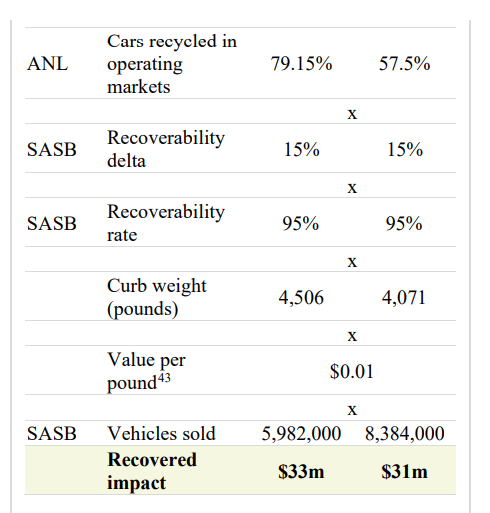 Cars recycled in
ANL operating 79.15% 57.5%
markets
x
SASB Recoverability 15% 15%
delta
x
SASB Recoverability 95% 95%
rate
x
Curb weight 4,506 4,071
(pounds)
x
Value per $0.01
pound43
x
SASB Vehicles sold 5,982,000 8,384,000
Recovered $33m $31m
impact